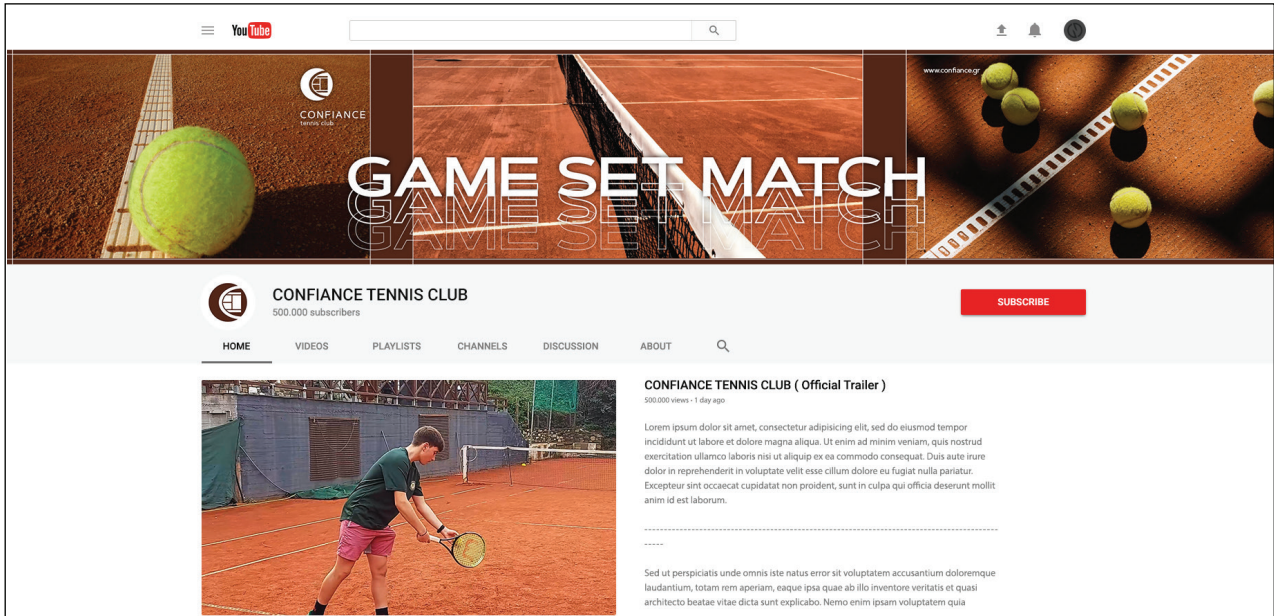 YouTube
CONFIANCE
tennis club
www.confiance.gr
GAME SET MATCH
GAME SET MATCH
GAME SET MATCH
CONFIANCE TENNIS CLUB
500.000 subscribers
SUBSCRIBE
HOME VIDEOS PLAYLISTS CHANNELS DISCUSSION ABOUT
CONFIANCE TENNIS CLUB ( Official Trailer )
500.000 views - 1 day ago
Lorem ipsum dolor sit amet, consectetur adipisicing elit, sed do eiusmod tempor
incididunt ut labore et dolore magna aliqua. Ut enim ad minim veniam, quis nostrud
exercitation ullamco laboris nisi ut aliquip ex ea commodo consequat. Duis aute irure
dolor in reprehenderit in voluptate velit esse cillum dolore eu fugiat nulla pariatur.
Excepteur sint occaecat cupidatat non proident, sunt in culpa qui officia deserunt mollit
anim id est laborum.
Sed ut perspiciatis unde omnis iste natus error sit voluptatem accusantium doloremque
laudantium, totam rem aperiam, eaque ipsa quae ab illo inventore veritatis et quasi
architecto beatae vitae dicta sunt explicabo. Nemo enim ipsam voluptatem quia